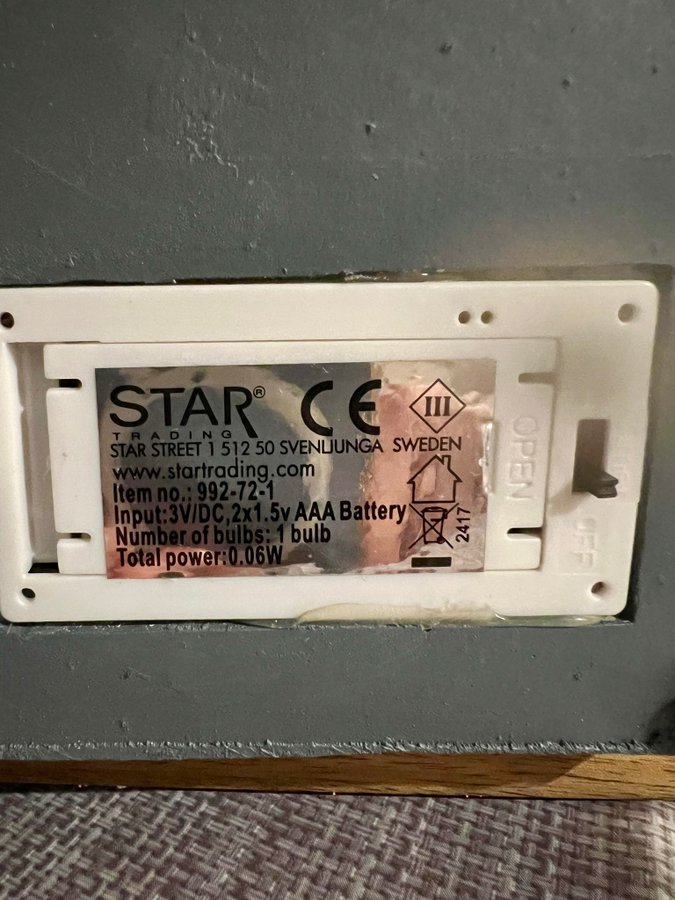 STAR®
TRADING
STAR STREET 1 512 50 SVENLJUNGA SWEDEN
www.startrading.com
Item no.: 992-72-1
Input:3V/DC,2x1.5v AAA Battery
Number of bulbs: 1 bulb
Total power:0.06W
CE
III
2417
OPEN
OFF